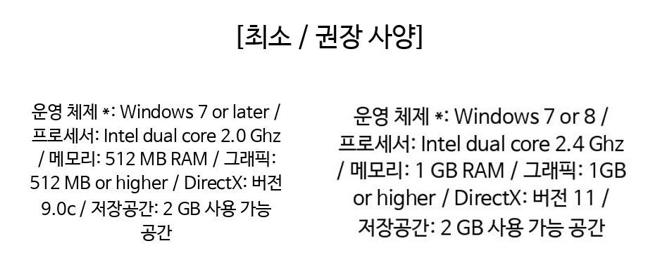 [최소 / 권장 사양]
운영 체제 *: Windows 7 or later /
프로세서: Intel dual core 2.0 Ghz
/ 메모리: 512 MB RAM / 그래픽:
512 MB or higher / DirectX: 버전
9.0c / 저장공간: 2 GB 사용 가능
공간
운영 체제 *: Windows 7 or 8 /
프로세서: Intel dual core 2.4 Ghz
/ 메모리: 1 GB RAM / 그래픽: 1GB
or higher / DirectX: 버전 11 /
저장공간: 2 GB 사용 가능 공간